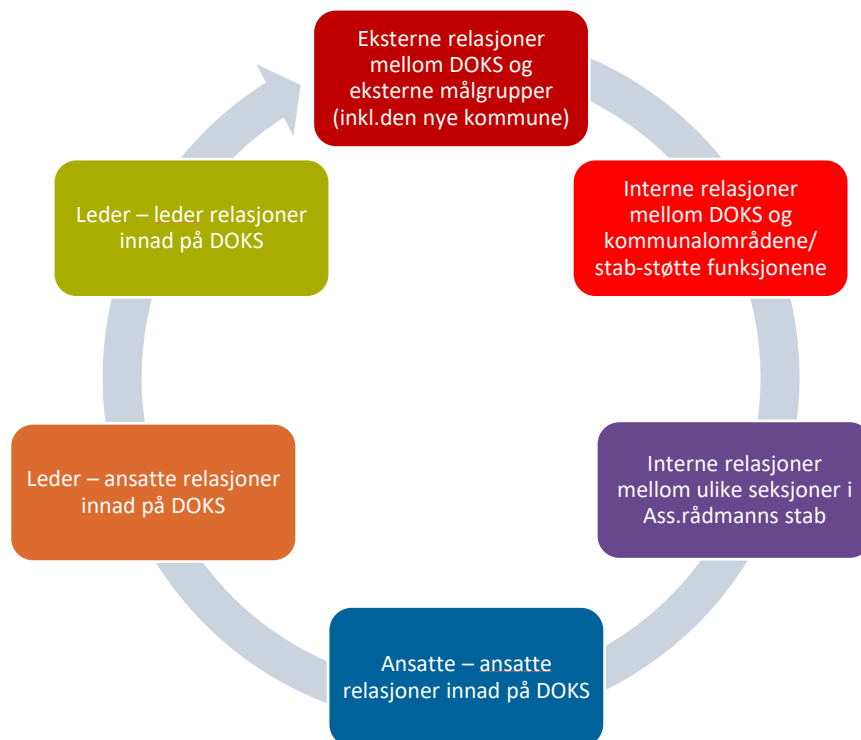 Eksterne relasjoner
mellom DOKS og
eksterne målgrupper
(inkl.den nye kommune)
Interne relasjoner
mellom DOKS og
kommunalområdene/
stab-støtte funksjonene
Interne relasjoner
mellom ulike seksjoner i
Ass.rådmanns stab
Ansatte – ansatte
relasjoner innad på DOKS
Leder – ansatte relasjoner
innad på DOKS
Leder – leder relasjoner
innad på DOKS